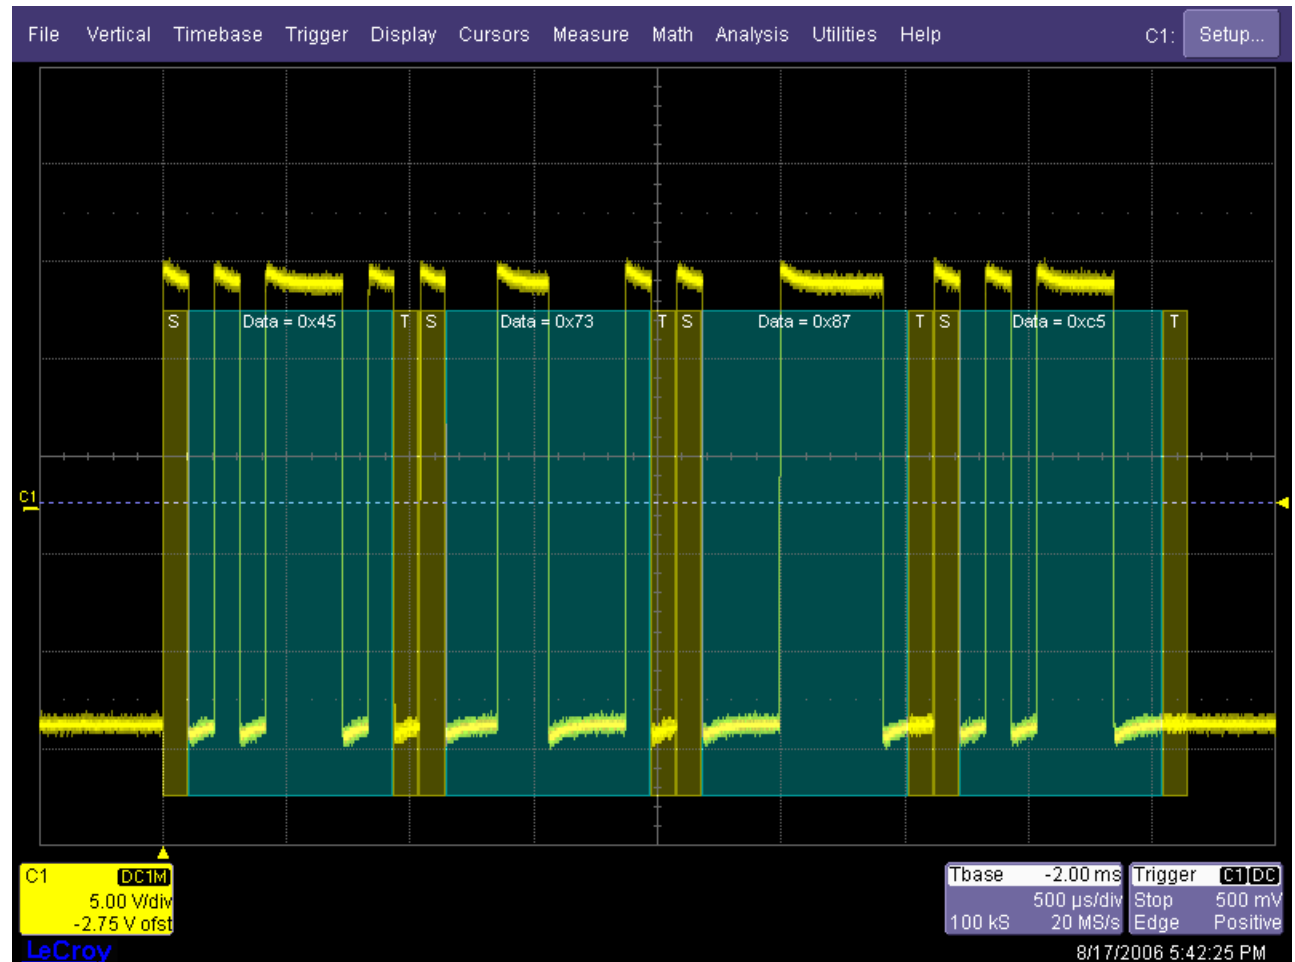 File Vertical Timebase Trigger Display Cursors Measure Math Analysis Utilities Help C1: Setup...
S Data = 0x45 T S Data = 0x73 T S Data = 0x87 T S Data = 0xc5 T
C1
C1 DC1M
5.00 V/div
-2.75 V ofst
Tbase -2.00 ms
500 µs/div
100 kS 20 MS/s
Trigger C1 DC
Stop 500 mV
Edge Positive
LeCroy
8/17/2006 5:42:25 PM